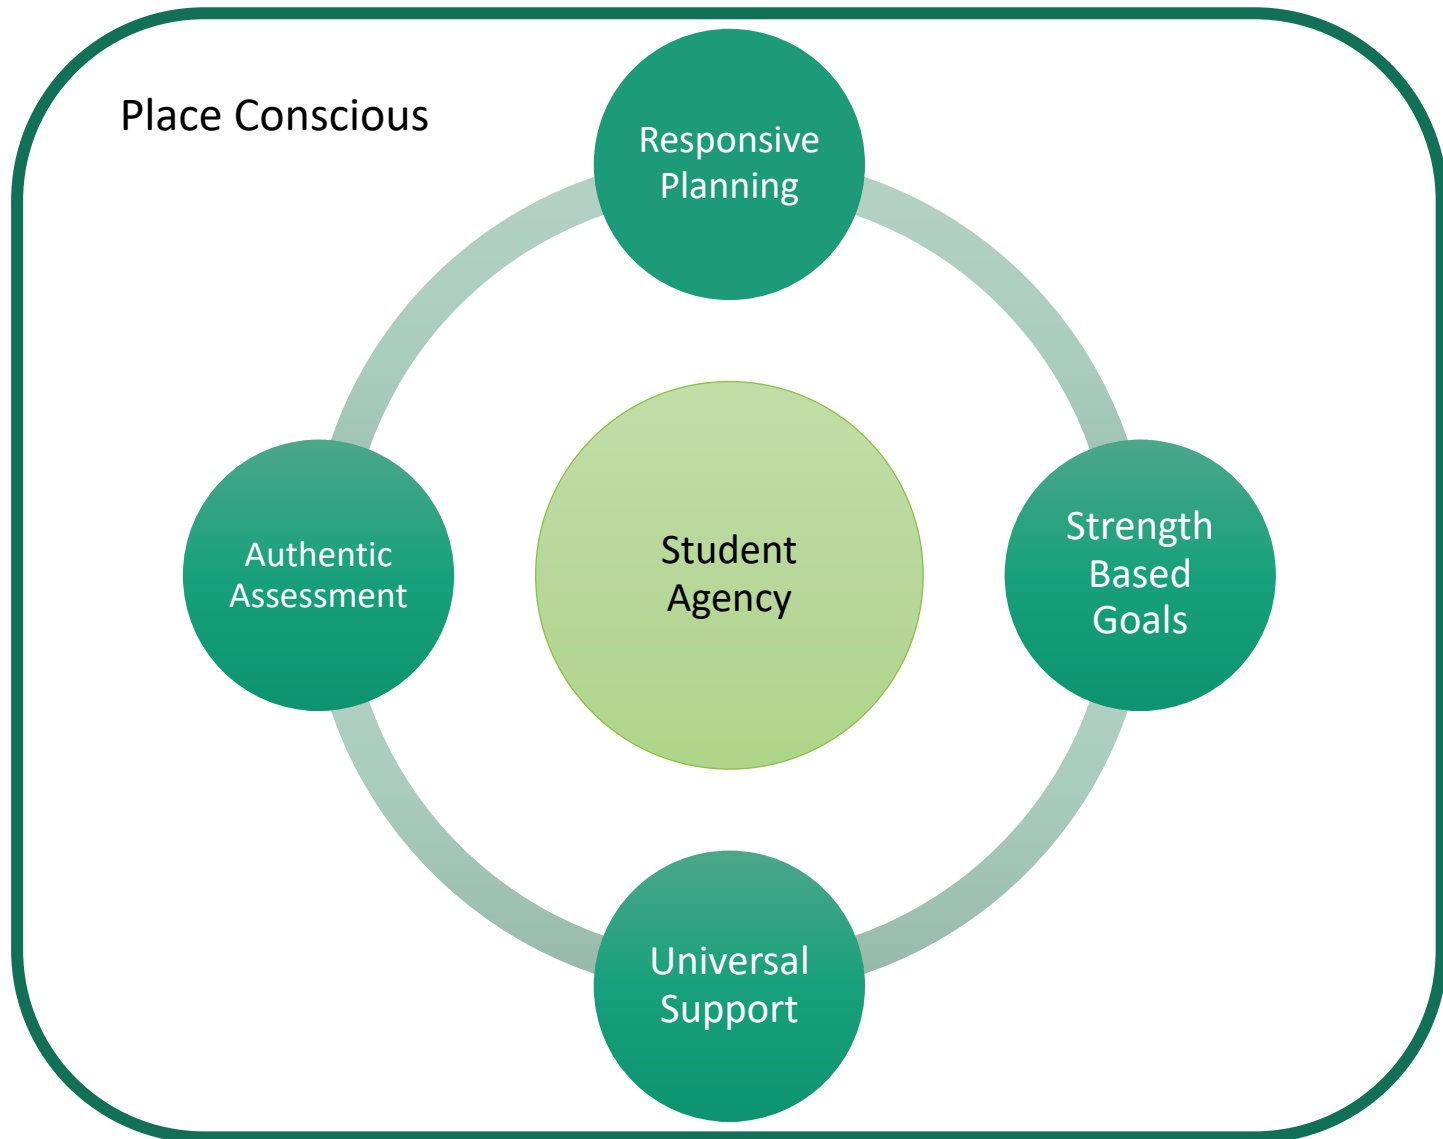 Place Conscious
Responsive
Planning
Authentic
Assessment
Student
Agency
Strength
Based
Goals
Universal
Support